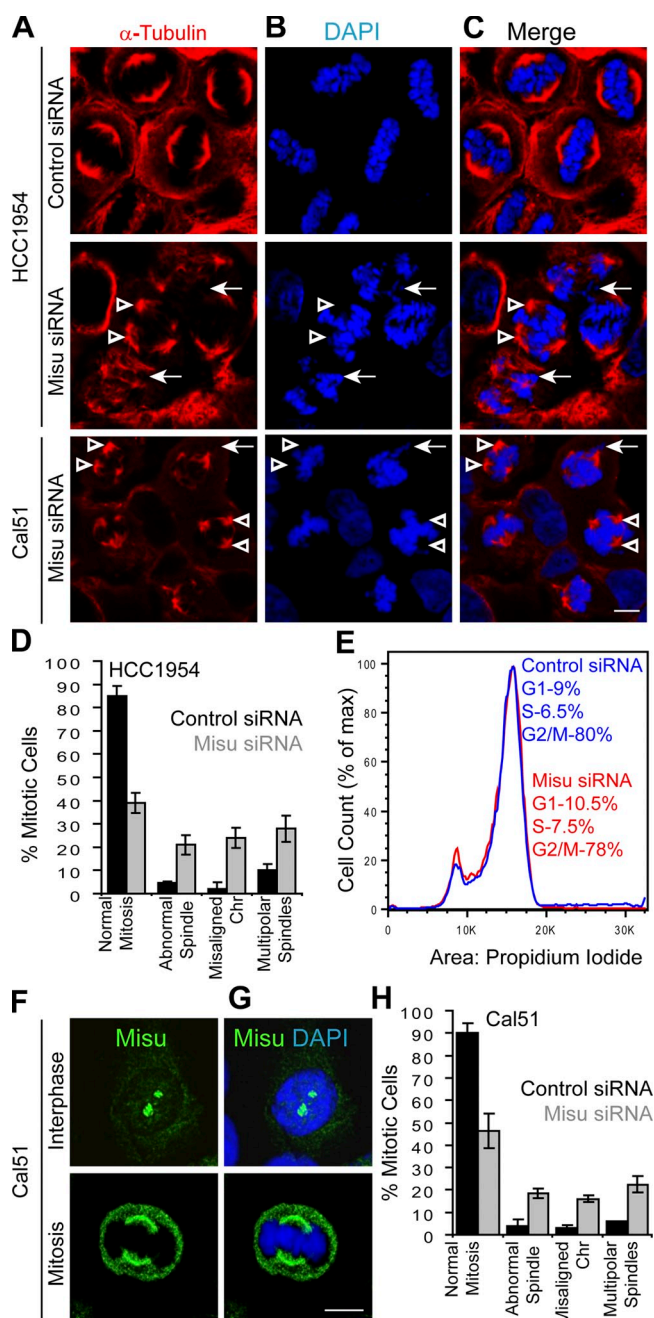 A
B
C
α-Tubulin
DAPI
Merge
HCC1954
Control siRNA
Misu siRNA
Cal51
Misu siRNA
D
% Mitotic Cells
100
90
80
70
60
50
40
30
20
10
0
HCC1954
Control siRNA
Misu siRNA
Normal
Mitosis
Abnormal
Spindle
Misaligned
Chr
Multipolar
Spindles
E
Cell Count (% of max)
100
80
60
40
20
0
Control siRNA
G1-9%
S-6.5%
G2/M-80%
Misu siRNA
G1-10.5%
S-7.5%
G2/M-78%
0
10K
20K
30K
Area: Propidium Iodide
F
G
Misu
Misu DAPI
Cal51
Interphase
Mitosis
H
% Mitotic Cells
100
90
80
70
60
50
40
30
20
10
0
Cal51
Control siRNA
Misu siRNA
Normal
Mitosis
Abnormal
Spindle
Misaligned
Chr
Multipolar
Spindles